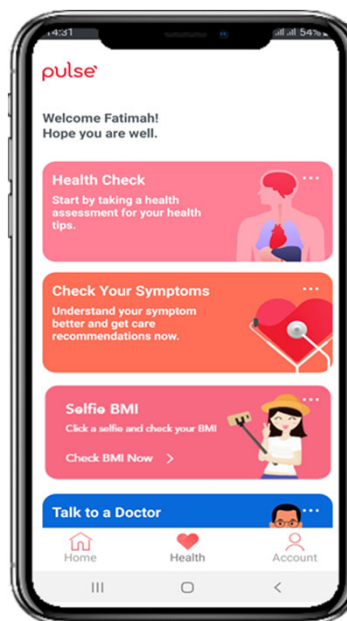 14:31
54%
pulse
Welcome Fatimah!
Hope you are well.
Health Check
Start by taking a health
assessment for your health
tips.
Check Your Symptoms
Understand your symptom
better and get care
recommendations now.
Selfie BMI
Click a selfie and check your BMI
Check BMI Now >
Talk to a Doctor
Home
Health
Account